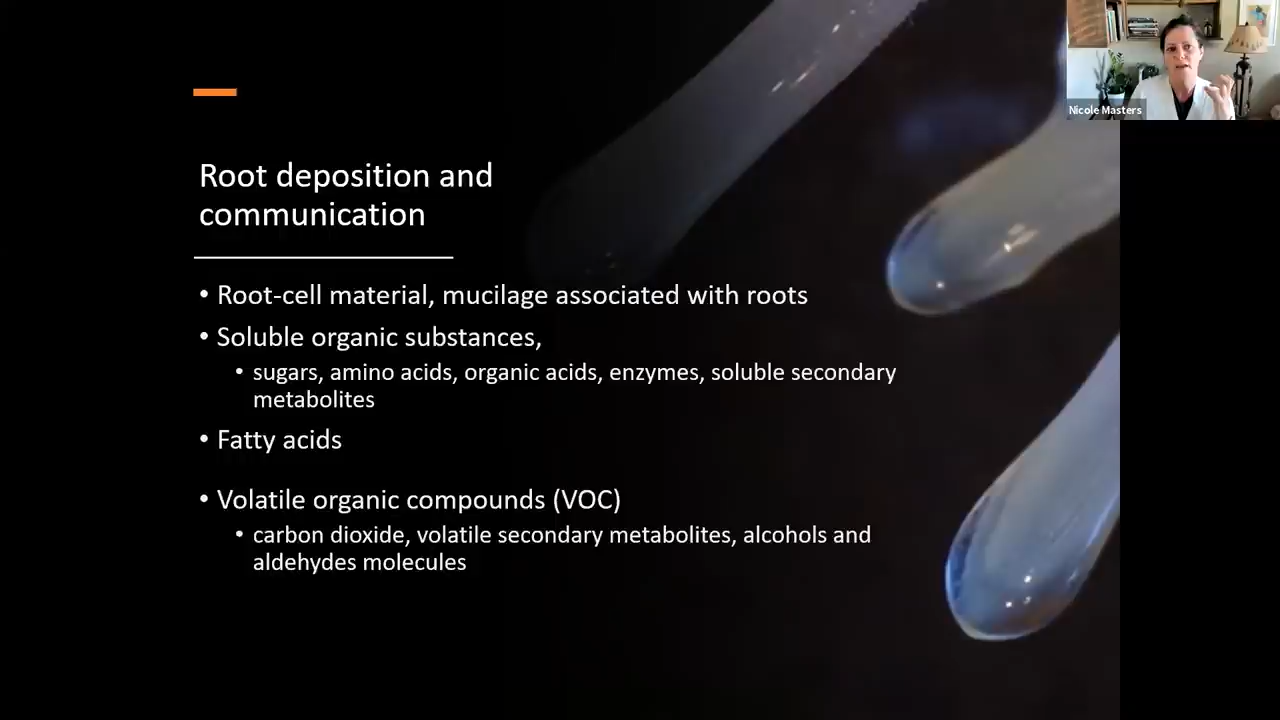 Nicole Masters
Root deposition and
communication
• Root-cell material, mucilage associated with roots
• Soluble organic substances,
• sugars, amino acids, organic acids, enzymes, soluble secondary
metabolites
• Fatty acids
• Volatile organic compounds (VOC)
• carbon dioxide, volatile secondary metabolites, alcohols and
aldehydes molecules